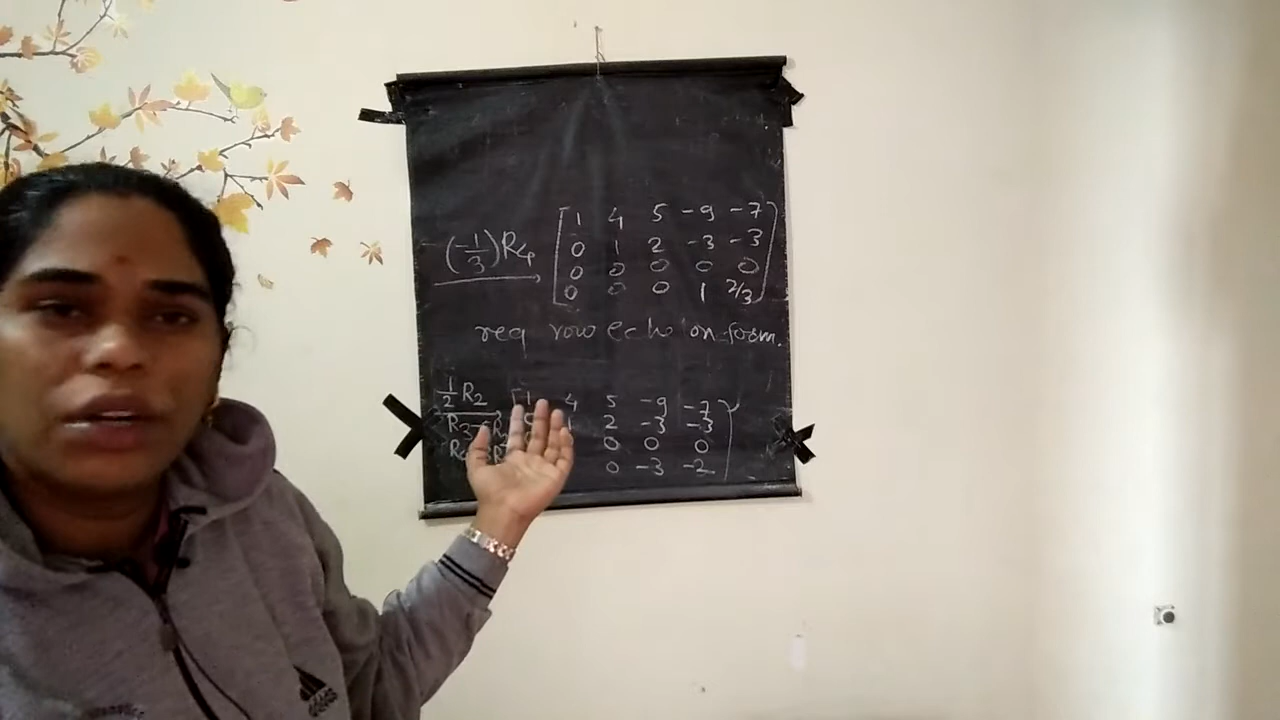 (-1/3)R4 → [1 4 5 -9 -7
0 1 2 -3 -3
0 0 0 0 0
0 0 0 1 2/3]
req row echelon form.
1/2 R2 [1 4 5 -9 -7
R3 2 -3 -3
0 0 0
0 -3 -2]